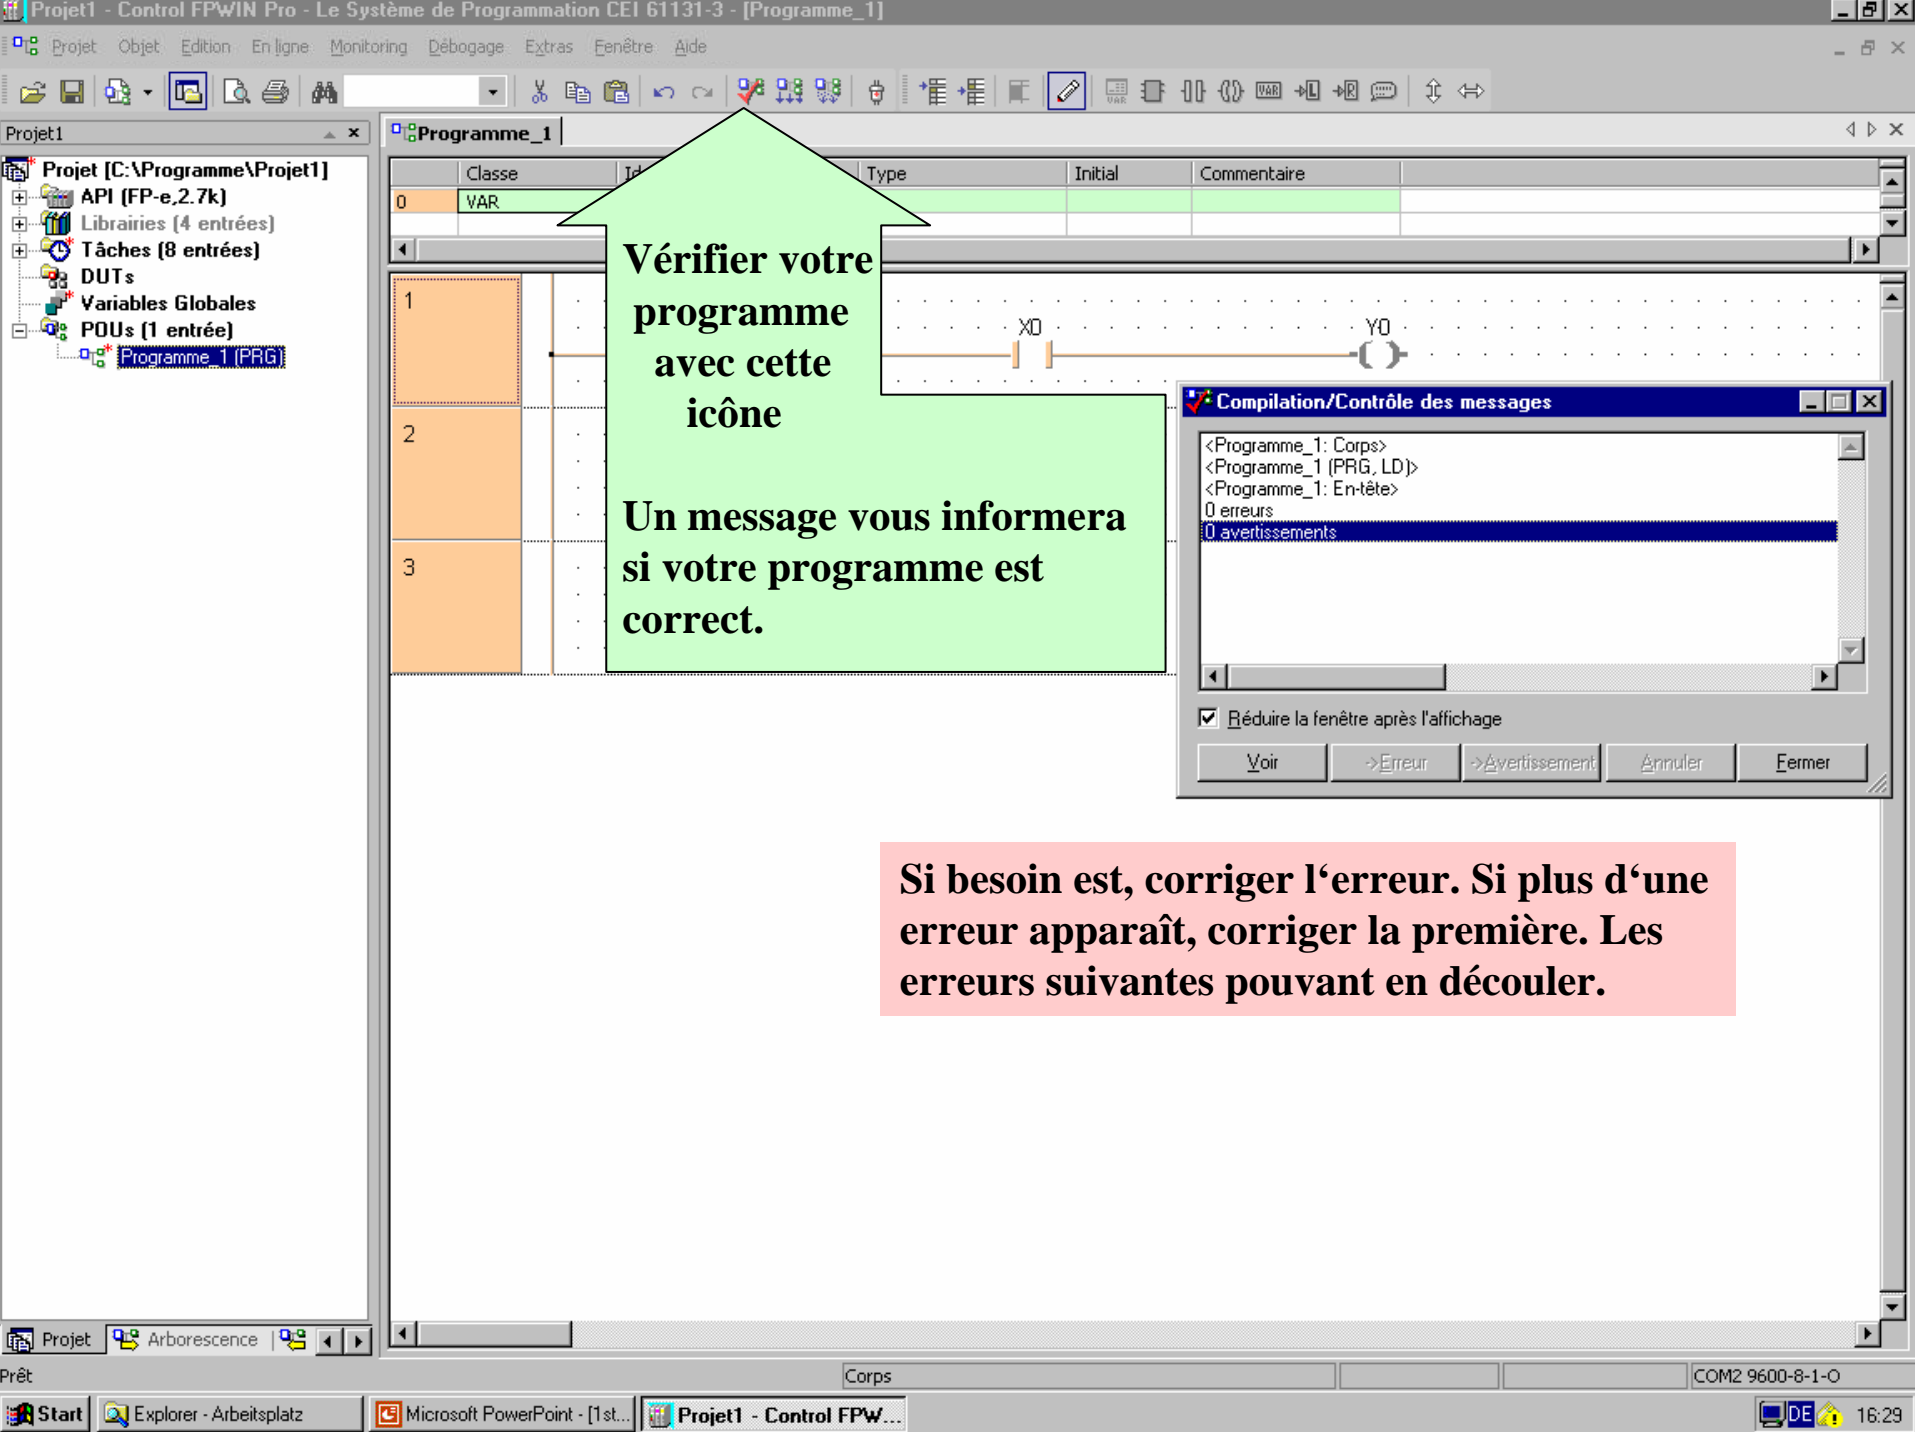 Projet1 - Control FPWIN Pro - Le Système de Programmation CEI 61131-3 - [Programme_1]
Projet Objet Edition En ligne Monitoring Débogage Extras Fenêtre Aide
Projet1
Programme_1
Projet [C:\Programme\Projet1]
API (FP-e,2.7k)
Librairies (4 entrées)
Tâches (8 entrées)
DUTs
Variables Globales
POUs (1 entrée)
Programme_1 (PRG)
Classe Type Initial Commentaire
0 VAR
1
X0 Y0
2
3
Vérifier votre
programme
avec cette
icône
Un message vous informera
si votre programme est
correct.
Compilation/Contrôle des messages
<Programme_1: Corps>
<Programme_1 (PRG, LD)>
<Programme_1: En-tête>
0 erreurs
0 avertissements
Réduire la fenêtre après l'affichage
Voir ->Erreur ->Avertissement Annuler Fermer
Si besoin est, corriger l‘erreur. Si plus d‘une
erreur apparaît, corriger la première. Les
erreurs suivantes pouvant en découler.
Projet Arborescence
Prêt Corps COM2 9600-8-1-O
Start Explorer - Arbeitsplatz Microsoft PowerPoint - [1st... Projet1 - Control FPW... DE 16:29